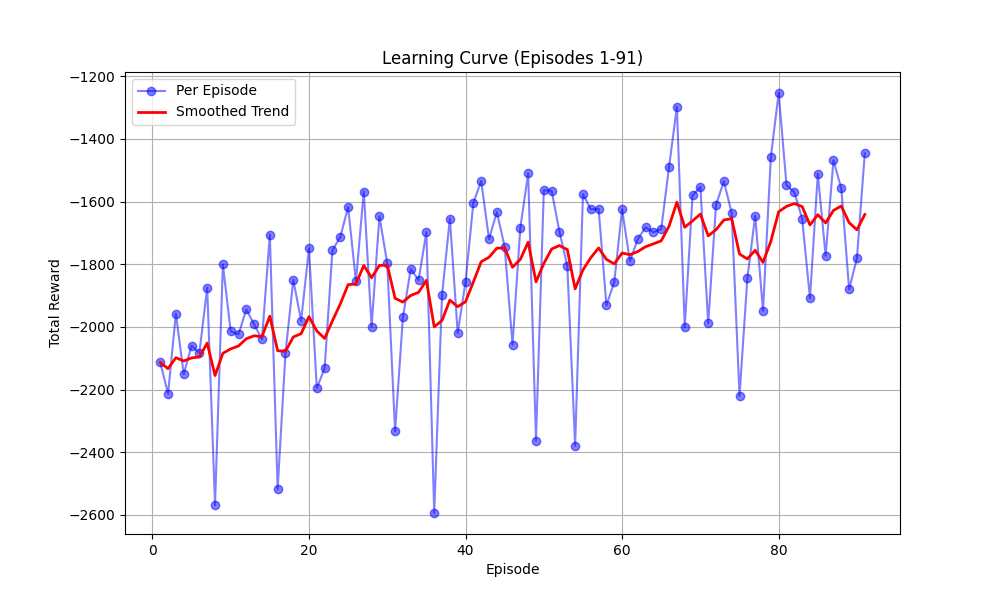 Learning Curve (Episodes 1-91)
Per Episode
Smoothed Trend
Total Reward
−1200
−1400
−1600
−1800
−2000
−2200
−2400
−2600
0 20 40 60 80
Episode